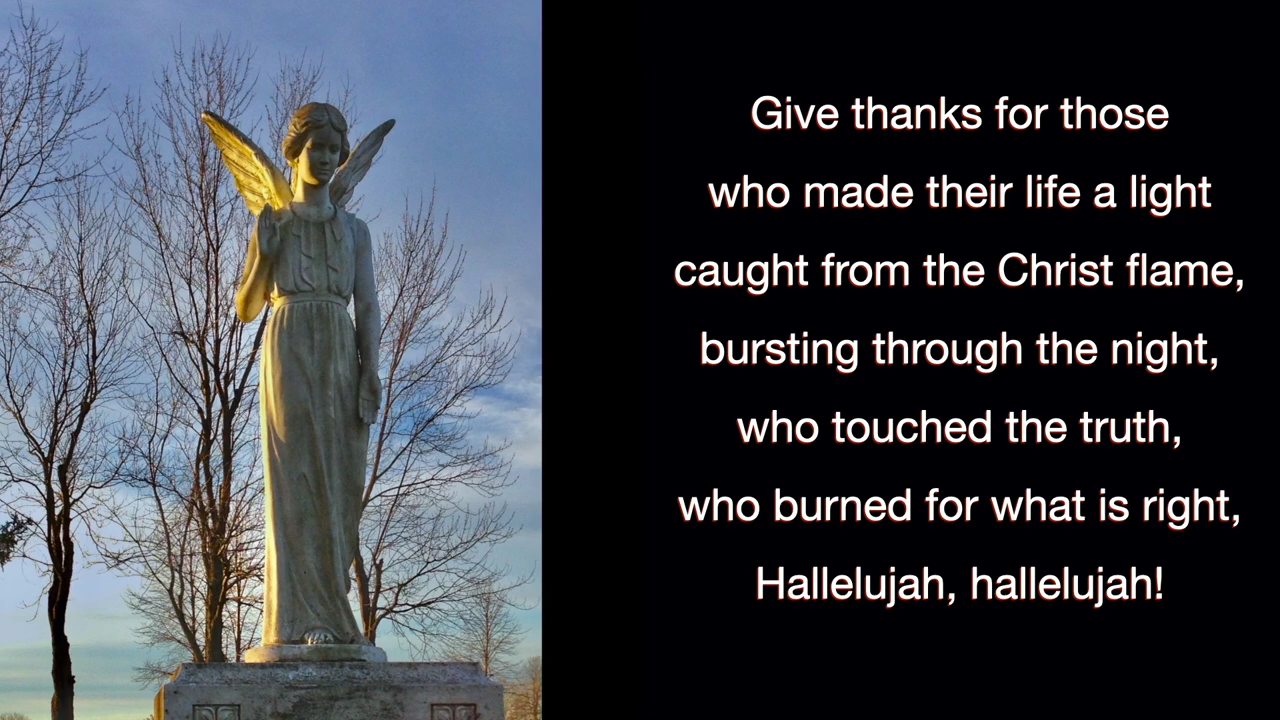 Give thanks for those
who made their life a light
caught from the Christ flame,
bursting through the night,
who touched the truth,
who burned for what is right,
Hallelujah, hallelujah!